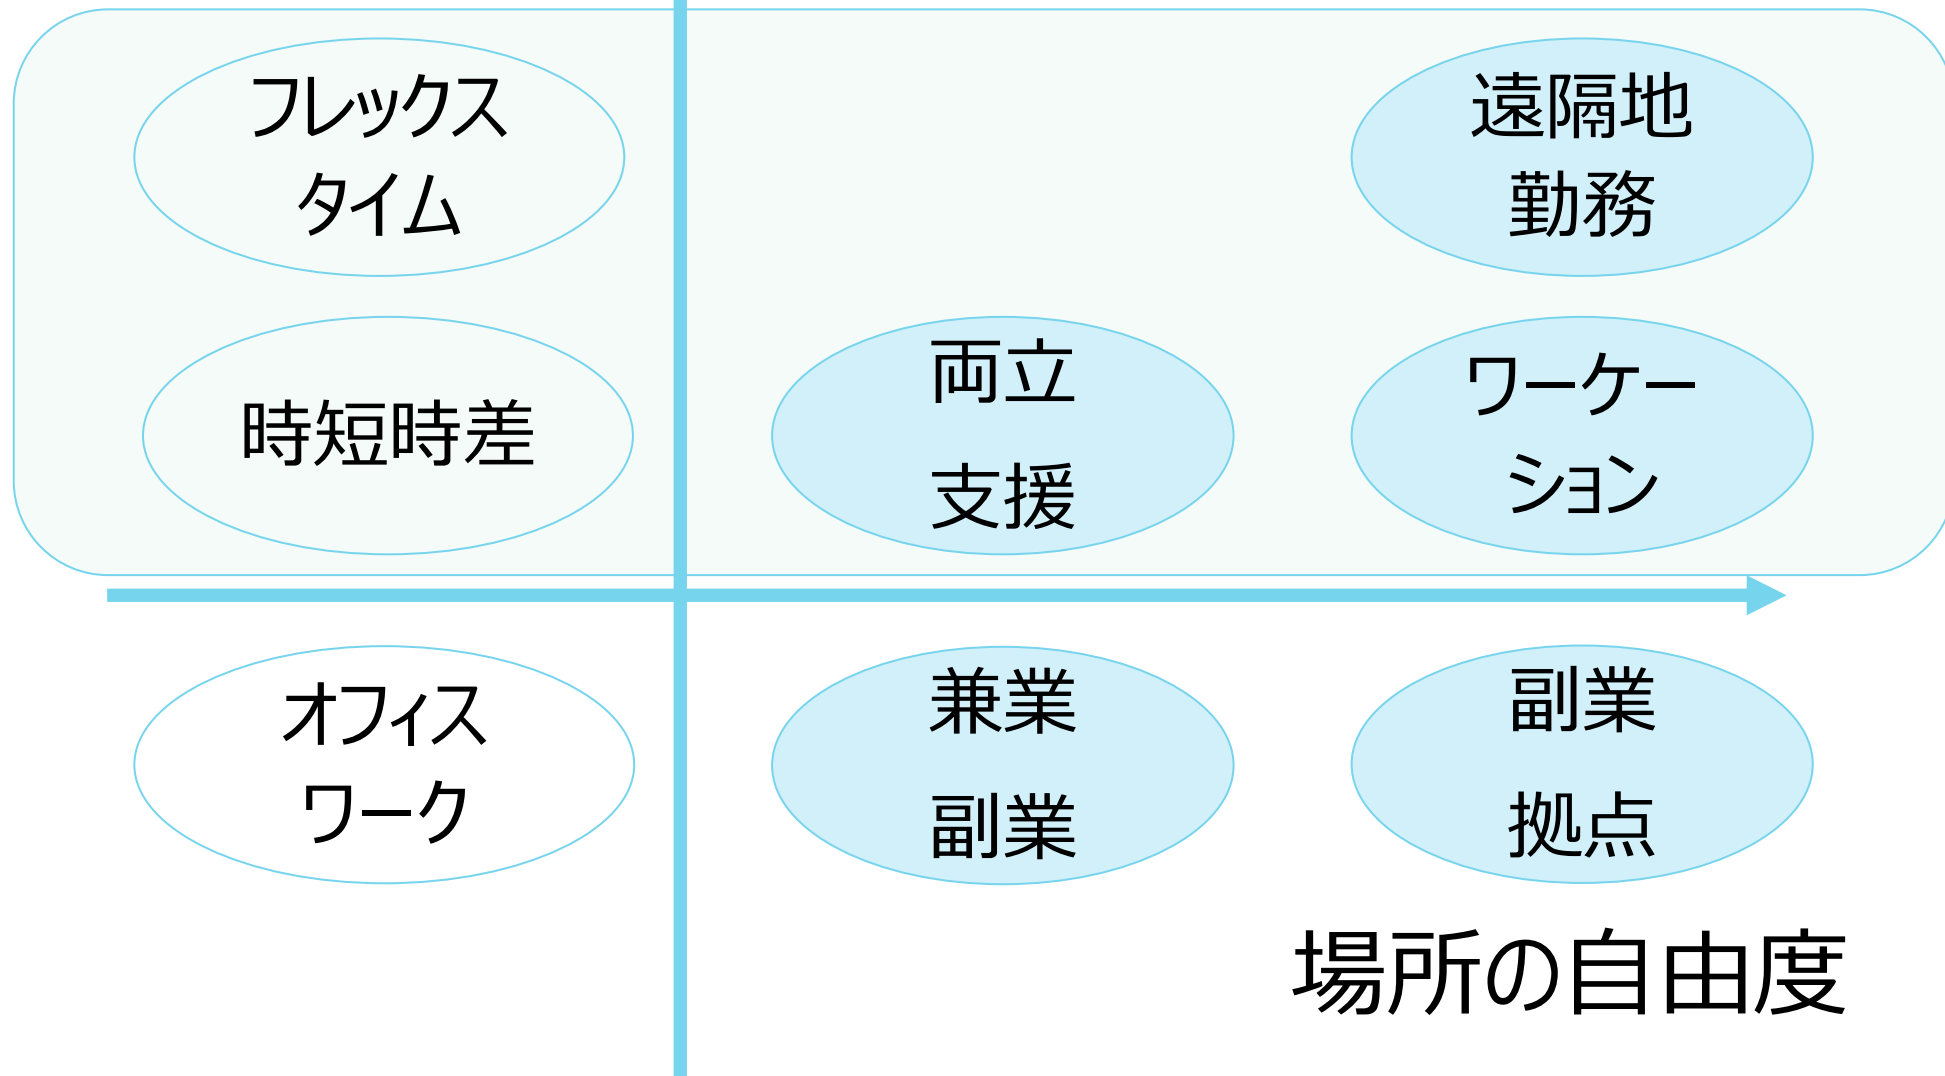 フレックス
タイム
遠隔地
勤務
時短時差
両立
支援
ワーケー
ション
オフィス
ワーク
兼業
副業
副業
拠点
場所の自由度